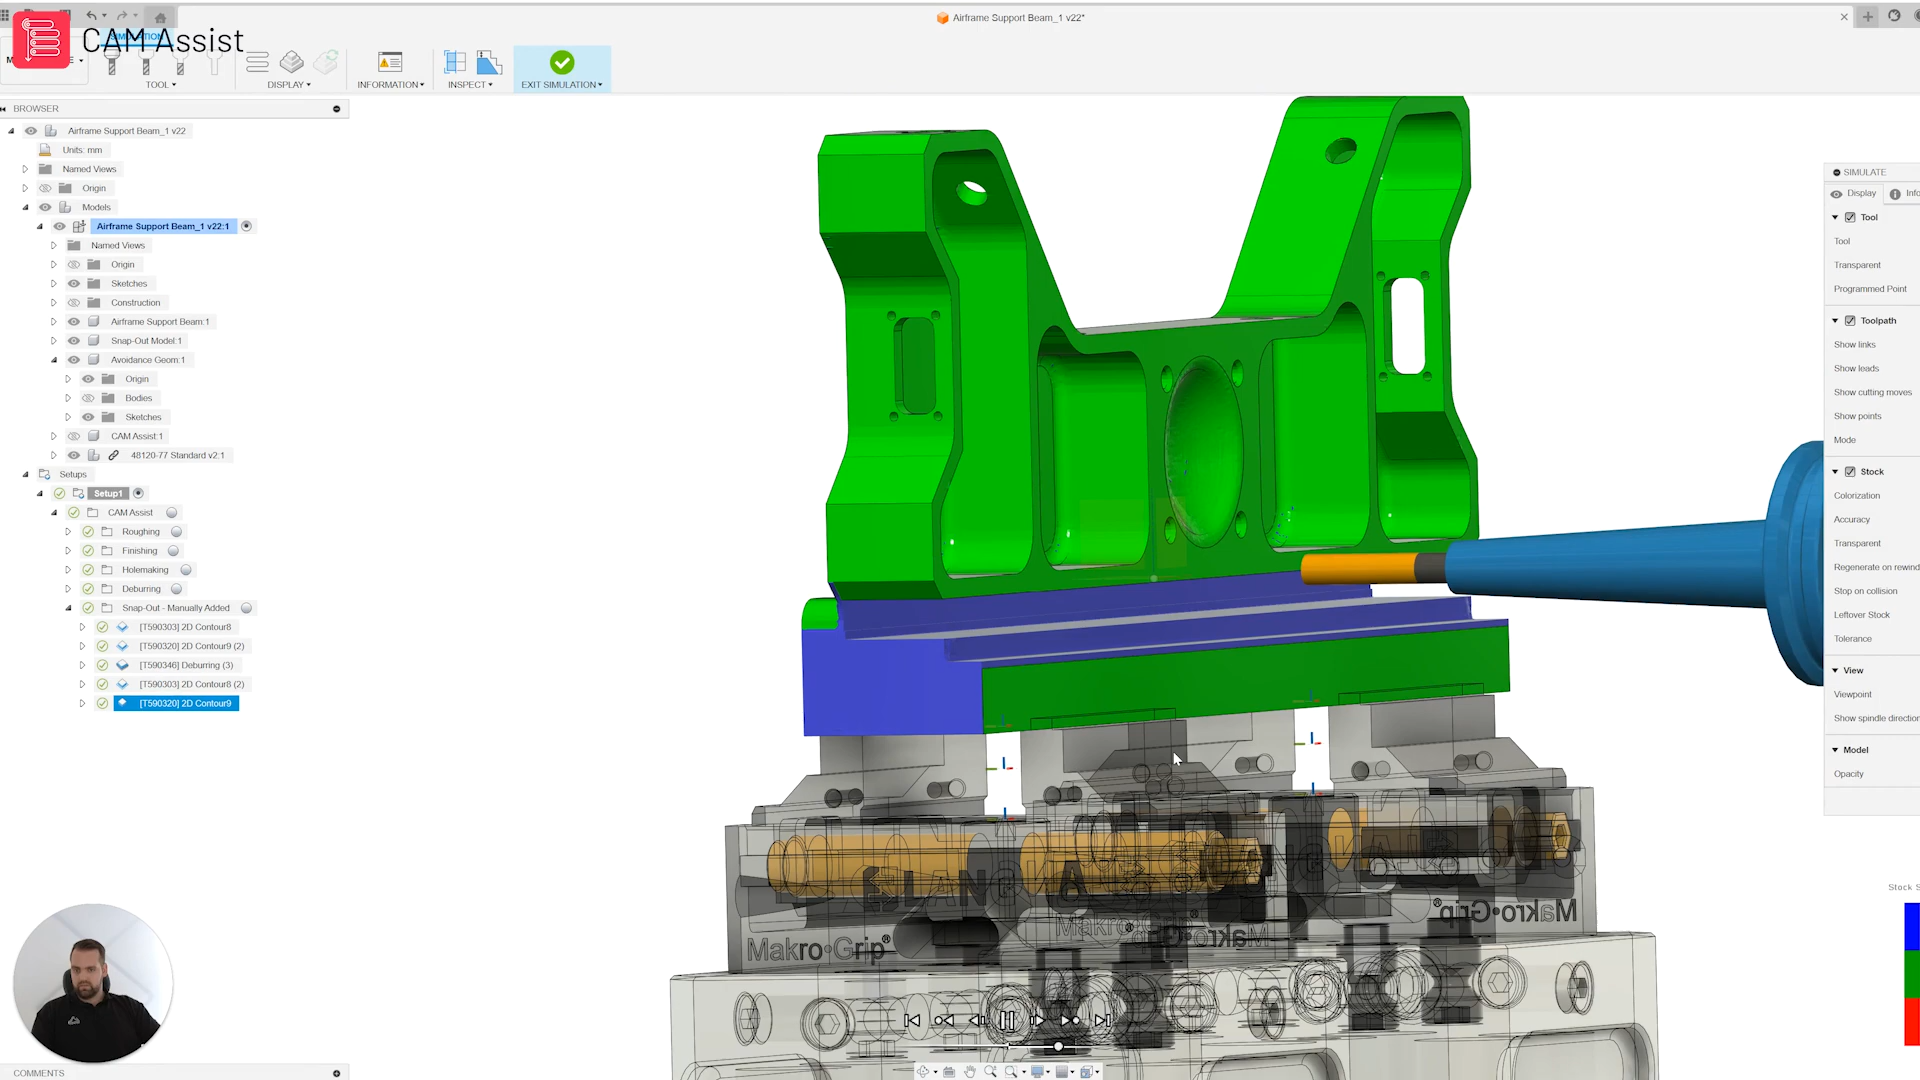 Airframe Support Beam_1 v22*
CAM Assist
TOOL
DISPLAY
INFORMATION
INSPECT
EXIT SIMULATION
BROWSER
Airframe Support Beam_1 v22
Units: mm
Named Views
Origin
Models
Airframe Support Beam_1 v22:1
Named Views
Origin
Sketches
Construction
Airframe Support Beam:1
Snap-Out Model:1
Avoidance Geom:1
Origin
Bodies
Sketches
CAM Assist:1
48120-77 Standard v2:1
Setups
Setup1
CAM Assist
Roughing
Finishing
Holemaking
Deburring
Snap-Out - Manually Added
[T590303] 2D Contour8
[T590320] 2D Contour9 (2)
[T590346] Deburring (3)
[T590303] 2D Contour8 (2)
[T590320] 2D Contour9
SIMULATE
Display
Info
Tool
Tool
Transparent
Programmed Point
Toolpath
Show links
Show leads
Show cutting moves
Show points
Mode
Stock
Colorization
Accuracy
Transparent
Regenerate on rewind
Stop on collision
Leftover Stock
Tolerance
View
Viewpoint
Show spindle direction
Model
Opacity
Stock S
LANG
Makro•Grip®
Makro•Grip®
Makro•Grip®
COMMENTS